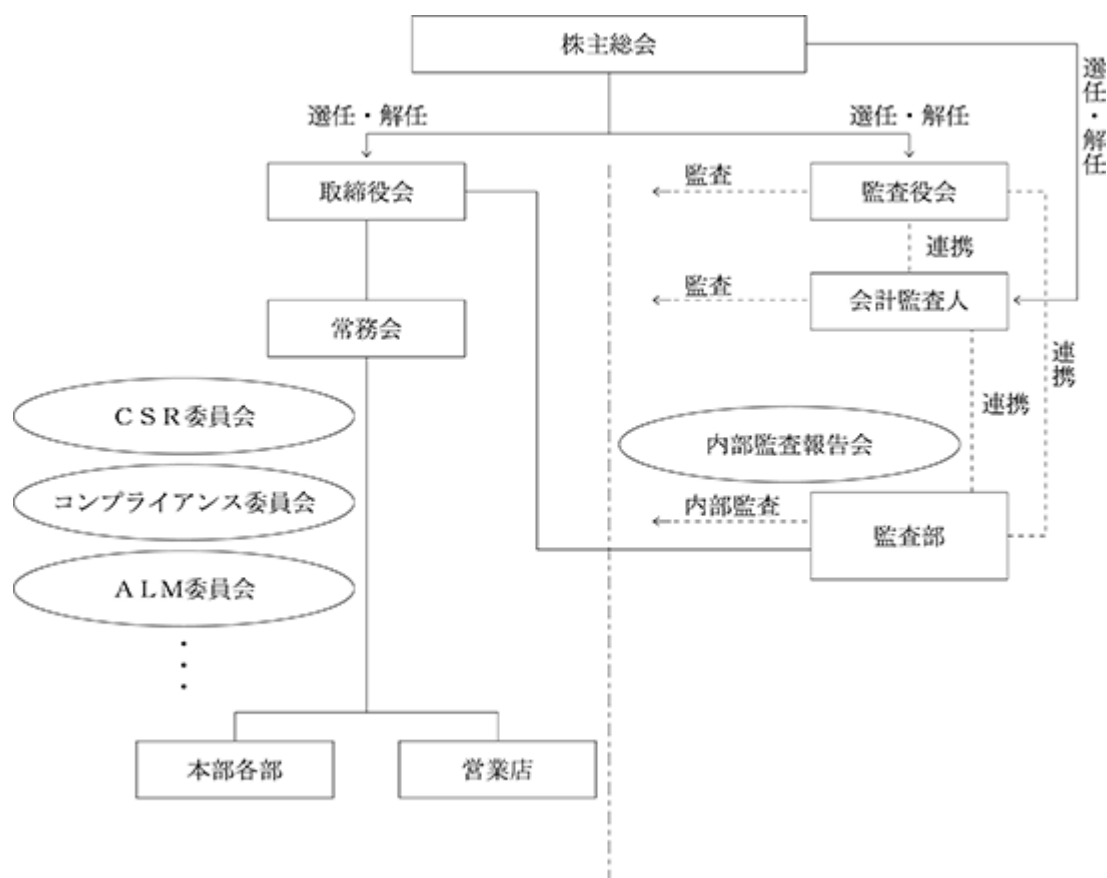 株主総会
選任・解任
選任・解任
選任・解任
取締役会
監査
監査役会
連携
監査
会計監査人
常務会
連携
連携
CSR委員会
内部監査報告会
コンプライアンス委員会
内部監査
監査部
ALM委員会
・
・
・
本部各部
営業店